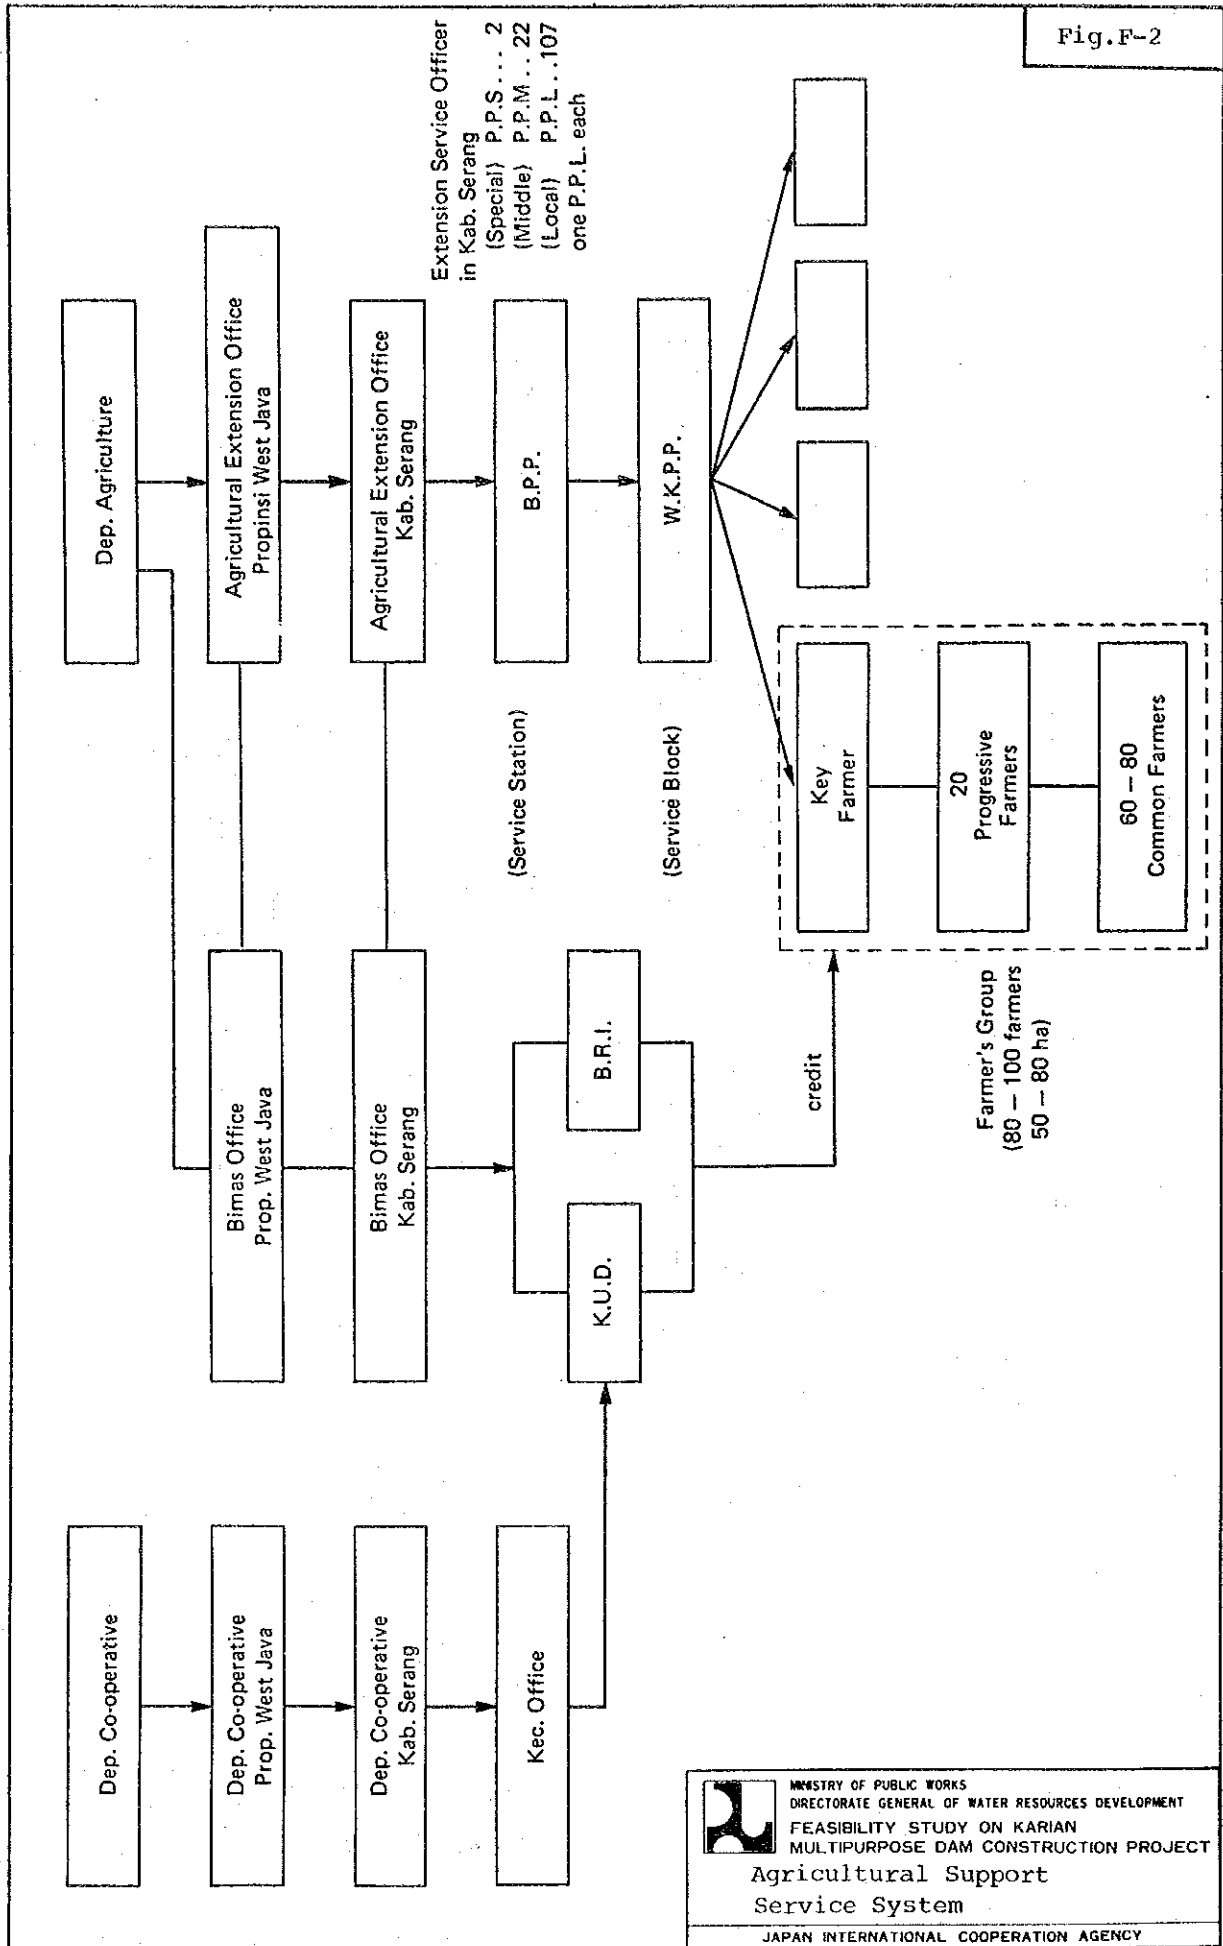 Fig.F-2
Dep. Co-operative
Dep. Co-operative
Prop. West Java
Dep. Co-operative
Kab. Serang
Kec. Office
Bimas Office
Prop. West Java
Bimas Office
Kab. Serang
K.U.D.
B.R.I.
credit
Dep. Agriculture
Agricultural Extension Office
Propinsi West Java
Agricultural Extension Office
Kab. Serang
Extension Service Officer
in Kab. Serang
(Special) P.P.S... 2
(Middle) P.P.M.. 22
(Local) P.P.L..107
one P.P.L. each
(Service Station)
B.P.P.
(Service Block)
W.K.P.P.
Farmer's Group
(80 – 100 farmers
50 – 80 ha)
Key
Farmer
20
Progressive
Farmers
60 – 80
Common Farmers
MINISTRY OF PUBLIC WORKS
DIRECTORATE GENERAL OF WATER RESOURCES DEVELOPMENT
FEASIBILITY STUDY ON KARIAN
MULTIPURPOSE DAM CONSTRUCTION PROJECT
Agricultural Support
Service System
JAPAN INTERNATIONAL COOPERATION AGENCY